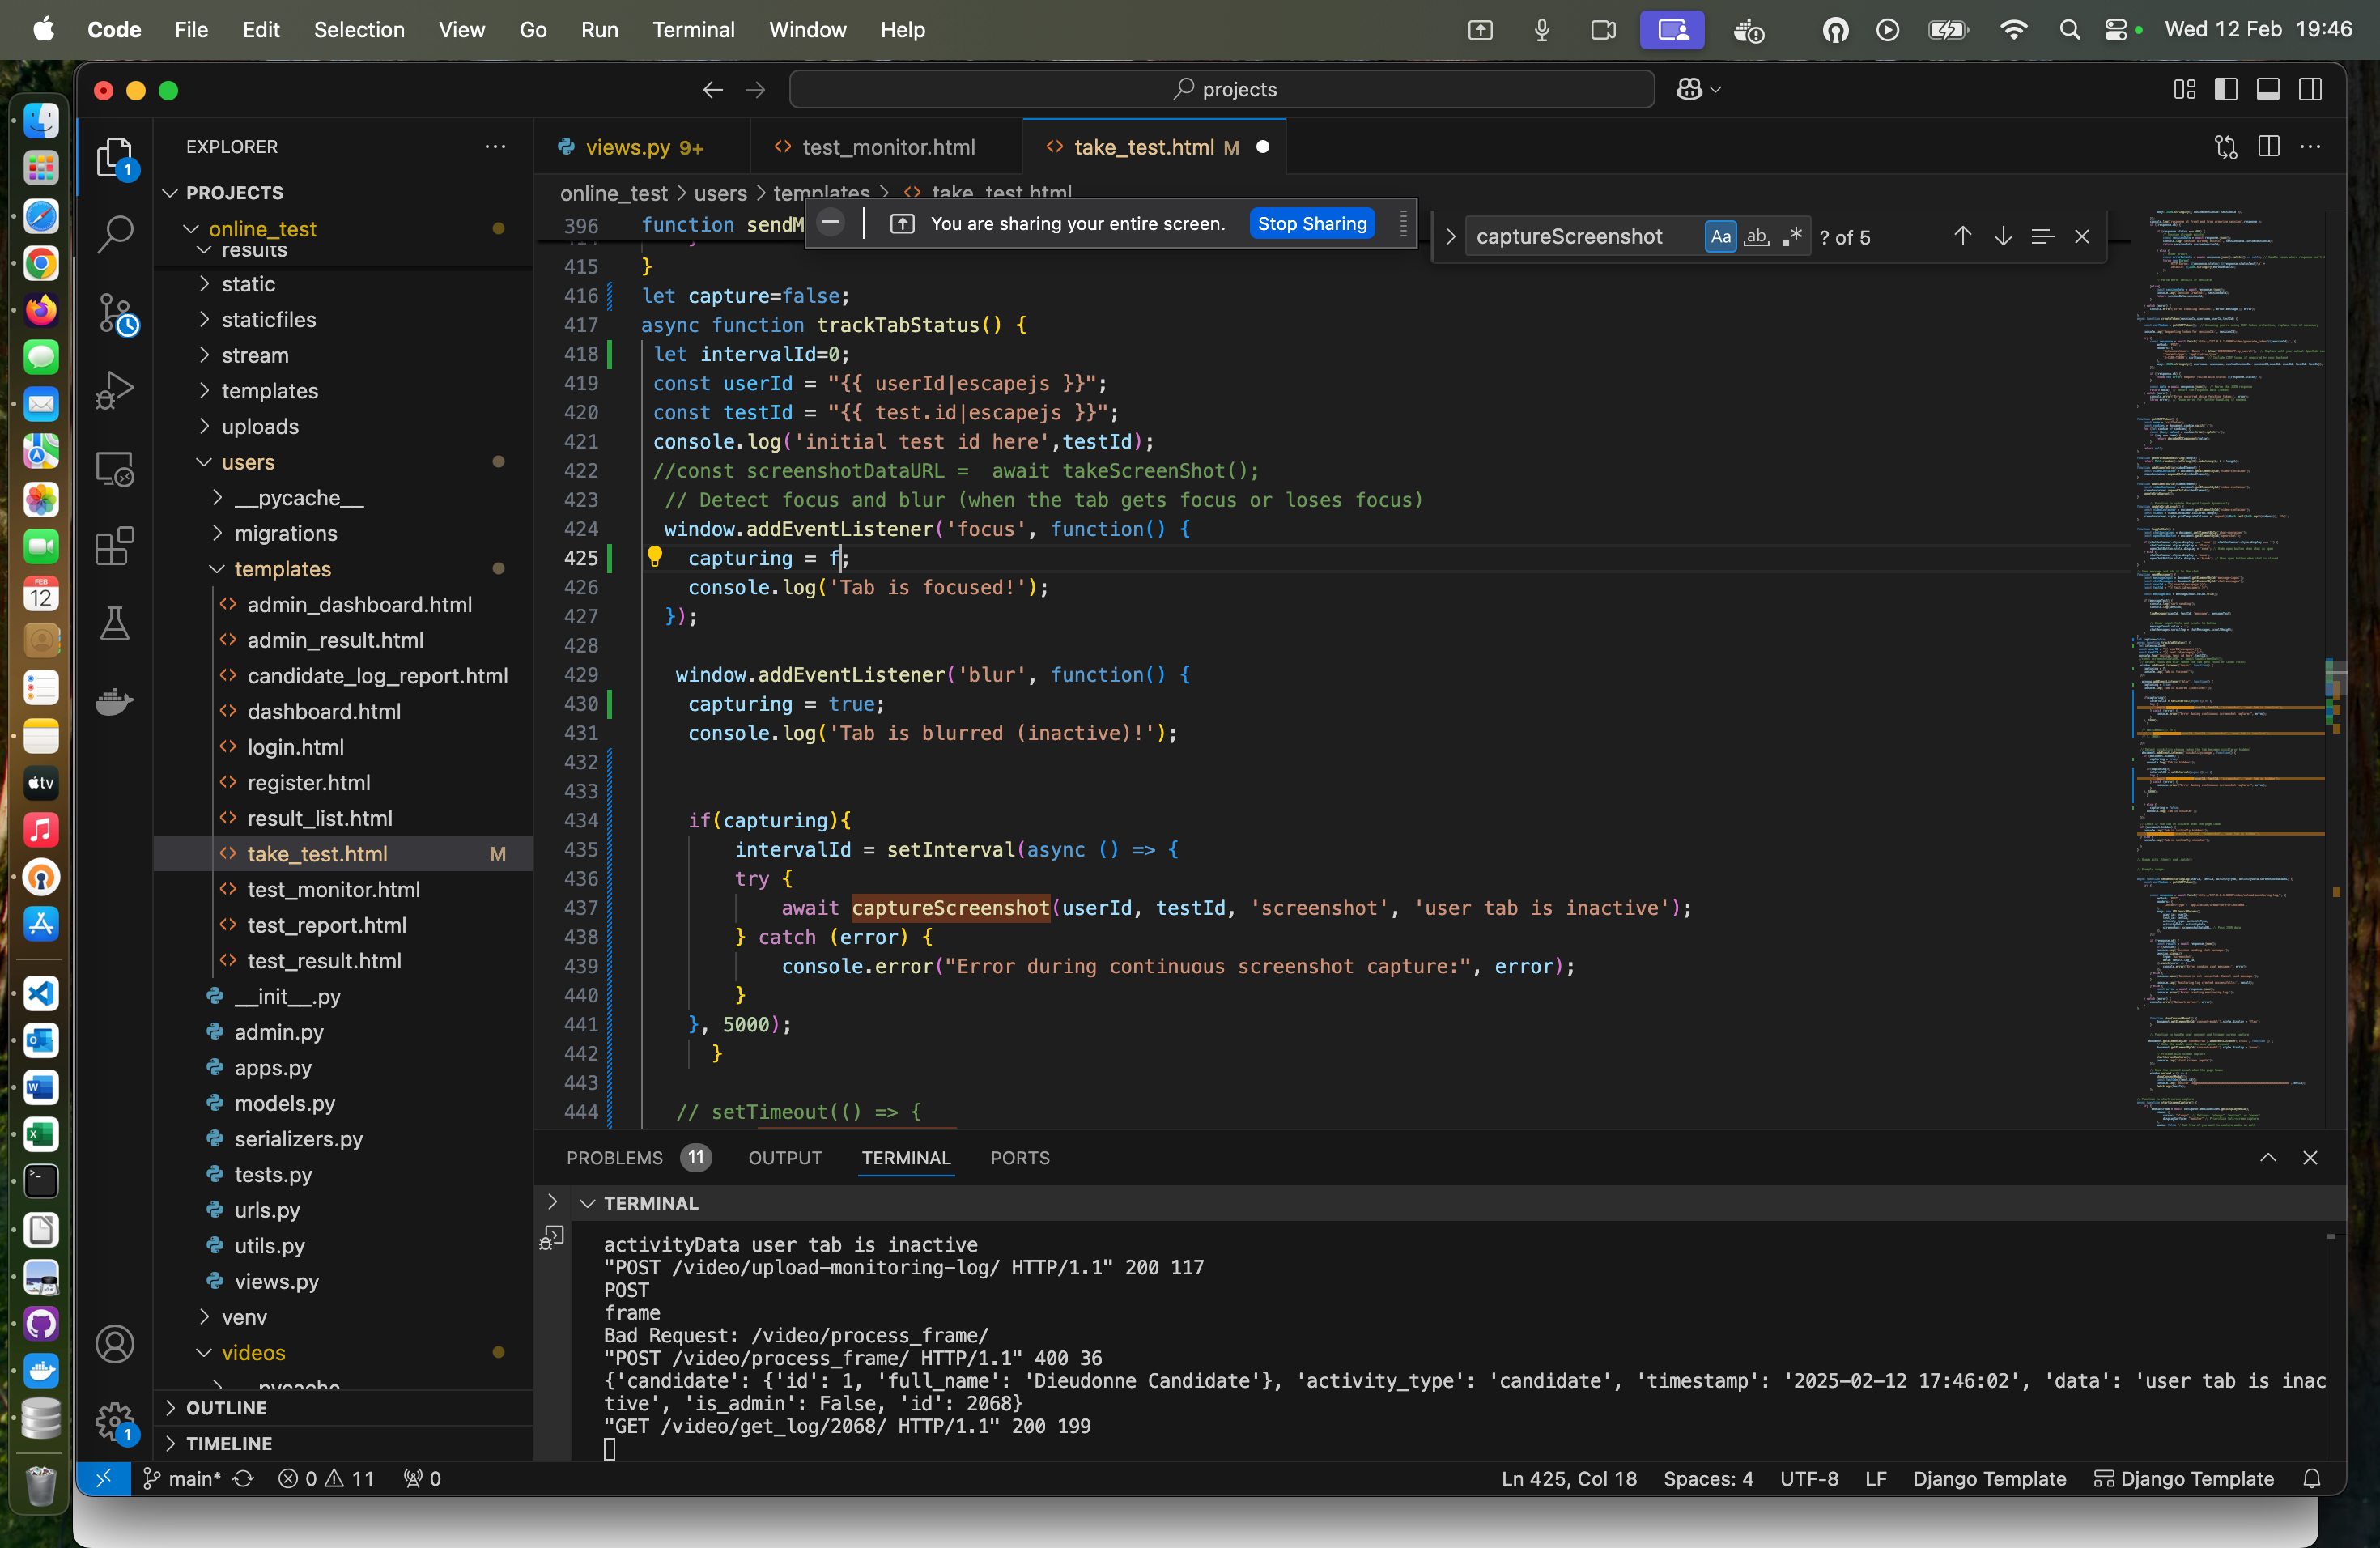 Code File Edit Selection View Go Run Terminal Window Help Wed 12 Feb 19:46
projects
EXPLORER
1
PROJECTS
online_test
results
static
staticfiles
stream
templates
uploads
users
__pycache__
migrations
templates
admin_dashboard.html
admin_result.html
candidate_log_report.html
dashboard.html
login.html
register.html
result_list.html
take_test.html M
test_monitor.html
test_report.html
test_result.html
__init__.py
admin.py
apps.py
models.py
serializers.py
tests.py
urls.py
utils.py
views.py
venv
videos
__pycache__
OUTLINE
TIMELINE
1
FEB
12
tv
views.py 9+ test_monitor.html take_test.html M
online_test > users > templates > take_test.html
You are sharing your entire screen. Stop Sharing
captureScreenshot Aa ab .* ? of 5
396 function sendM
415 }
416 let capture=false;
417 async function trackTabStatus() {
418 let intervalId=0;
419 const userId = "{{ userId|escapejs }}";
420 const testId = "{{ test.id|escapejs }}";
421 console.log('initial test id here',testId);
422 //const screenshotDataURL =  await takeScreenShot();
423 // Detect focus and blur (when the tab gets focus or loses focus)
424 window.addEventListener('focus', function() {
425 capturing = f;
426 console.log('Tab is focused!');
427 });
428
429 window.addEventListener('blur', function() {
430 capturing = true;
431 console.log('Tab is blurred (inactive)!');
432
433
434 if(capturing){
435 intervalId = setInterval(async () => {
436 try {
437 await captureScreenshot(userId, testId, 'screenshot', 'user tab is inactive');
438 } catch (error) {
439 console.error("Error during continuous screenshot capture:", error);
440 }
441 }, 5000);
442 }
443
444 // setTimeout(() => {
PROBLEMS 11 OUTPUT TERMINAL PORTS
TERMINAL
activityData user tab is inactive
"POST /video/upload-monitoring-log/ HTTP/1.1" 200 117
POST
frame
Bad Request: /video/process_frame/
"POST /video/process_frame/ HTTP/1.1" 400 36
{'candidate': {'id': 1, 'full_name': 'Dieudonne Candidate'}, 'activity_type': 'candidate', 'timestamp': '2025-02-12 17:46:02', 'data': 'user tab is inac
tive', 'is_admin': False, 'id': 2068}
"GET /video/get_log/2068/ HTTP/1.1" 200 199
main* 0 11 0 Ln 425, Col 18 Spaces: 4 UTF-8 LF Django Template Django Template